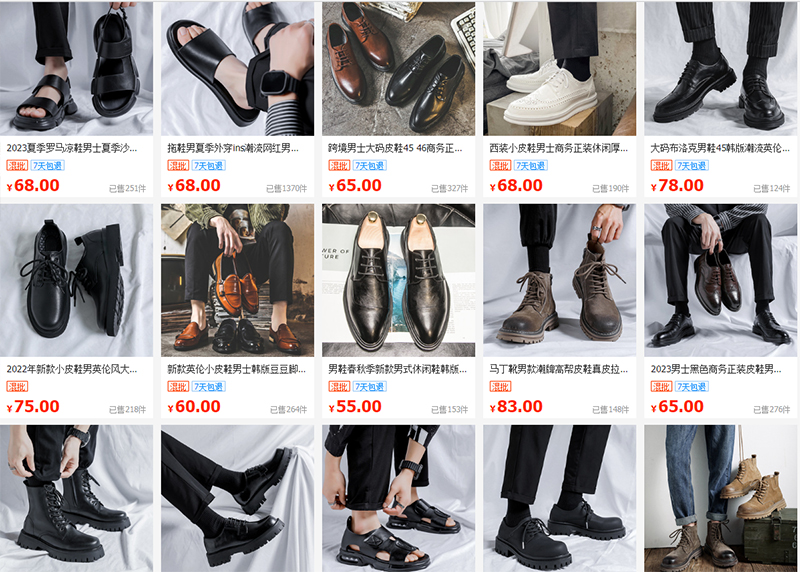 2023夏季罗马凉鞋男士夏季沙...
混批 7天包退
¥68.00 已售251件
拖鞋男夏季外穿ins潮流网红男...
混批 7天包退
¥68.00 已售1370件
跨境男士大码皮鞋45 46商务正...
混批 7天包退
¥65.00 已售327件
西装小皮鞋男士商务正装休闲厚...
混批 7天包退
¥68.00 已售190件
大码布洛克男鞋45韩版潮流英伦...
混批 7天包退
¥78.00 已售124件
2022年新款小皮鞋男英伦风大...
混批
¥75.00 已售218件
新款英伦小皮鞋男士韩版豆豆脚...
混批 7天包退
¥60.00 已售264件
WER OF
TURE
男鞋春秋季新款男式休闲鞋韩版...
混批 7天包退
¥55.00 已售153件
马丁靴男款潮牌高帮皮鞋真皮拉...
混批 7天包退
¥83.00 已售148件
2023男士黑色商务正装皮鞋男...
混批 7天包退
¥65.00 已售276件